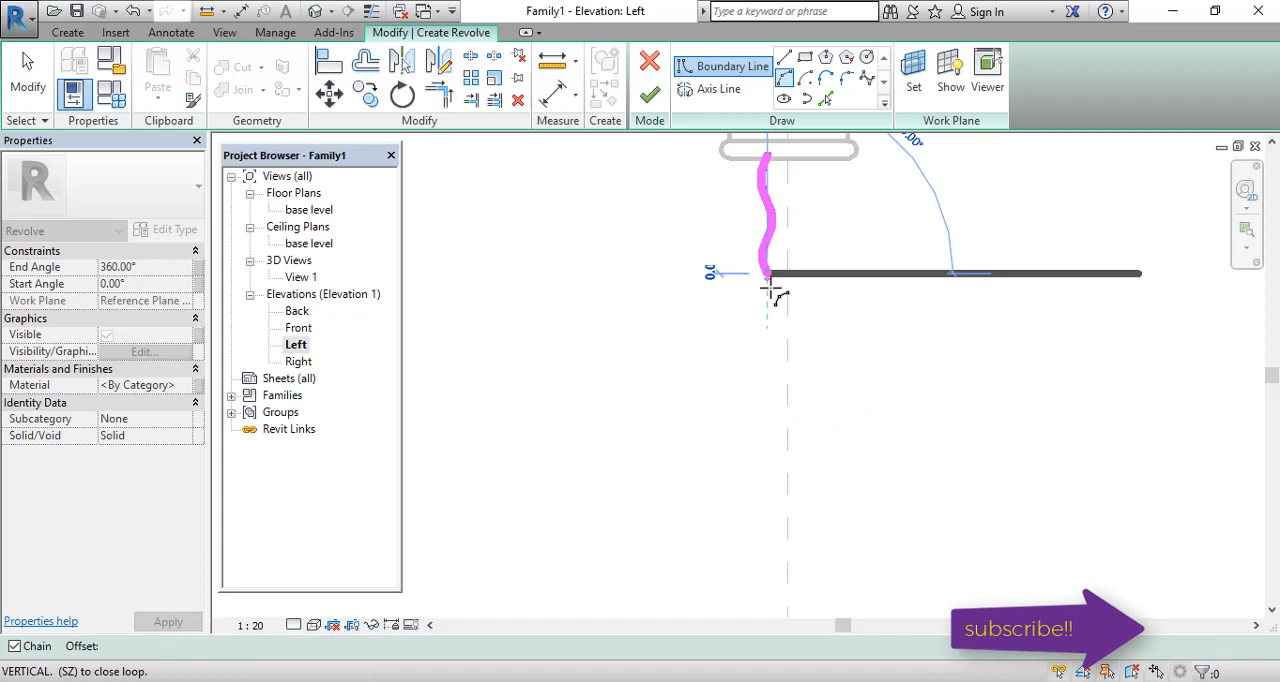 Family1 - Elevation: Left
Type a keyword or phrase
Sign In
Create
Insert
Annotate
View
Manage
Add-Ins
Modify | Create Revolve
Modify
Paste
Cut
Join
Boundary Line
Axis Line
Set
Show
Viewer
Select
Properties
Clipboard
Geometry
Modify
Measure
Create
Mode
Draw
Work Plane
Properties
R
Revolve
Edit Type
Constraints
End Angle 360.00°
Start Angle 0.00°
Work Plane Reference Plane ...
Graphics
Visible
Visibility/Graphi... Edit...
Materials and Finishes
Material <By Category>
Identity Data
Subcategory None
Solid/Void Solid
Properties help
Apply
Project Browser - Family1
Views (all)
Floor Plans
base level
Ceiling Plans
base level
3D Views
View 1
Elevations (Elevation 1)
Back
Front
Left
Right
Sheets (all)
Families
Groups
Revit Links
2D
1 : 20
subscribe!!
Chain
Offset:
VERTICAL. (SZ) to close loop.
:0